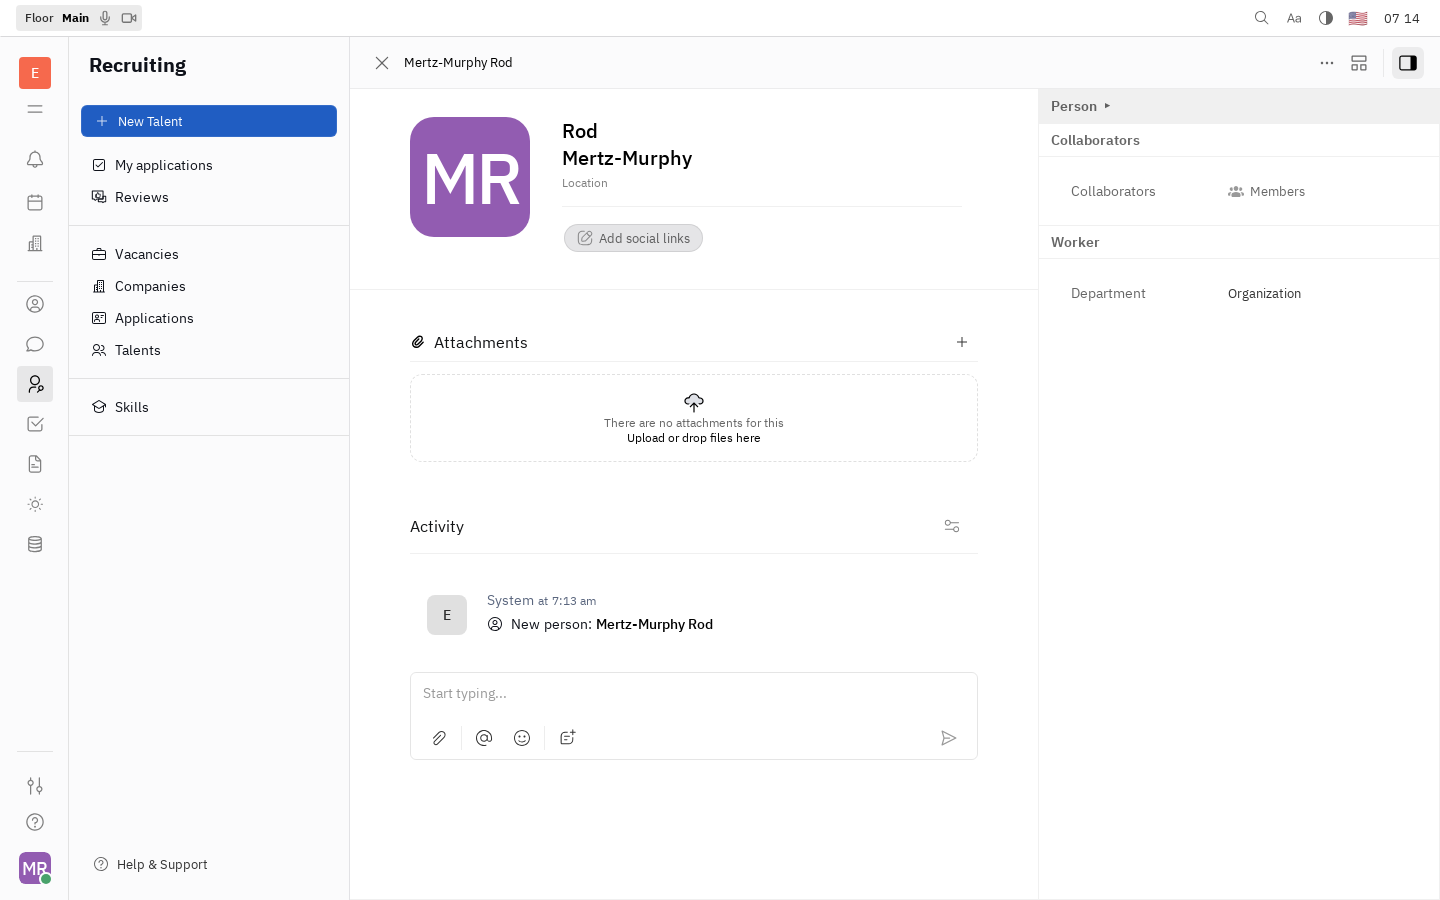 Floor Main
Aa
07 14
E
Recruiting
New Talent
My applications
Reviews
Vacancies
Companies
Applications
Talents
Skills
Help & Support
MR
Mertz-Murphy Rod
MR
Rod
Mertz-Murphy
Location
Add social links
Attachments
There are no attachments for this
Upload or drop files here
Activity
E
System at 7:13 am
New person: Mertz-Murphy Rod
Start typing...
Person
Collaborators
Collaborators Members
Worker
Department Organization